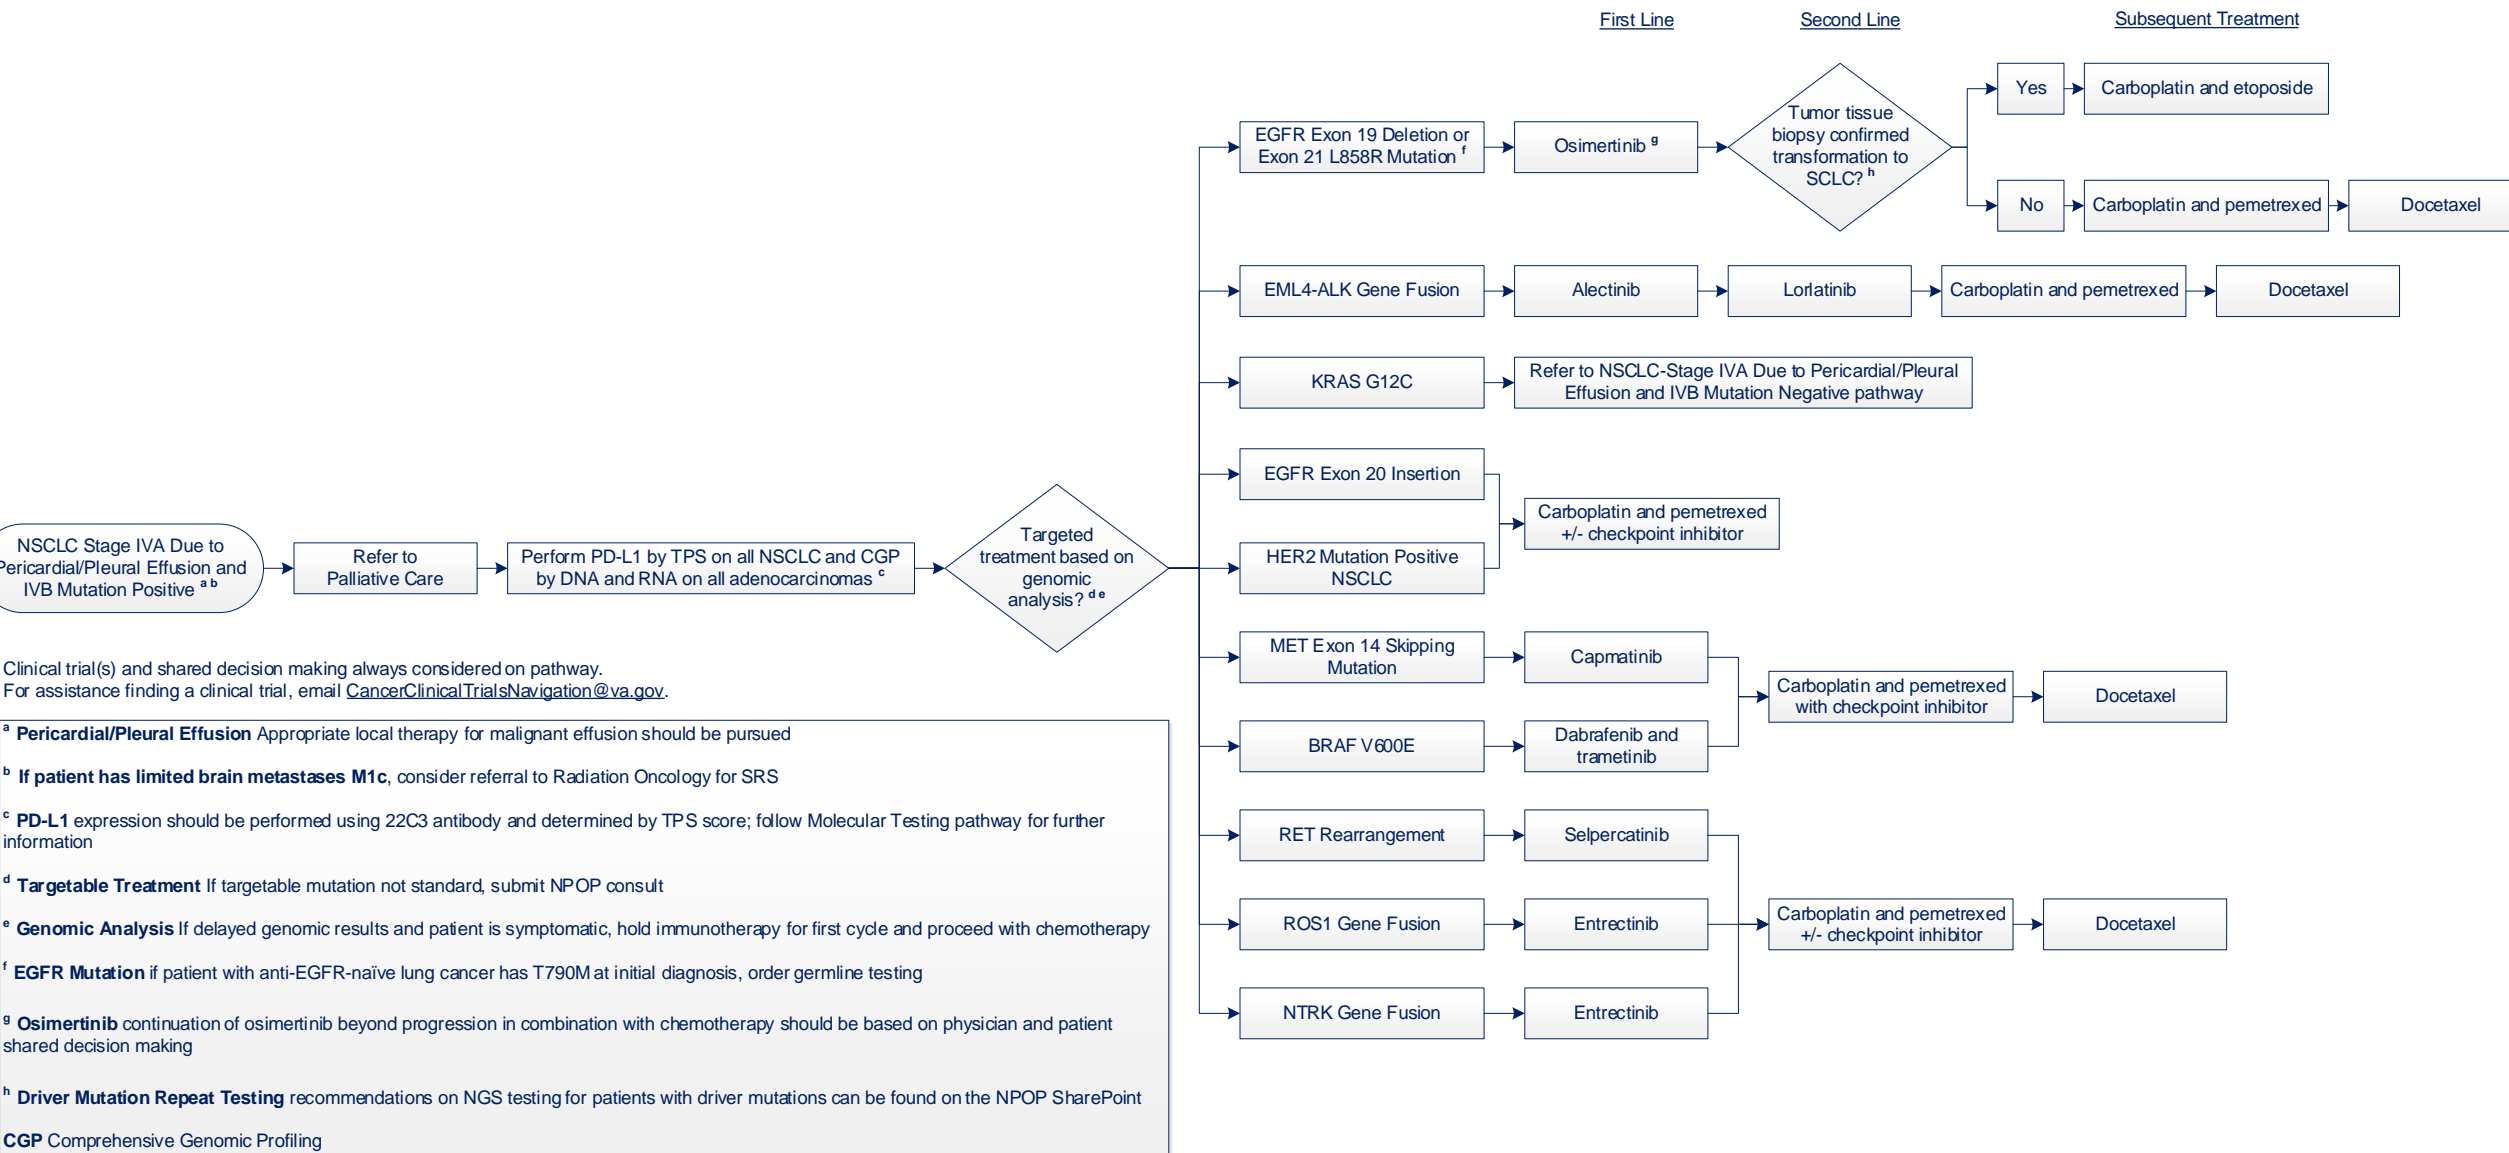 First Line
Second Line
Subsequent Treatment
EGFR Exon 19 Deletion or
Exon 21 L858R Mutation f
Osimertinib g
Tumor tissue
biopsy confirmed
transformation to
SCLC? h
Yes
Carboplatin and etoposide
No
Carboplatin and pemetrexed
Docetaxel
EML4-ALK Gene Fusion
Alectinib
Lorlatinib
Carboplatin and pemetrexed
Docetaxel
KRAS G12C
Refer to NSCLC-Stage IVA Due to Pericardial/Pleural
Effusion and IVB Mutation Negative pathway
EGFR Exon 20 Insertion
HER2 Mutation Positive
NSCLC
Carboplatin and pemetrexed
+/- checkpoint inhibitor
NSCLC Stage IVA Due to
Pericardial/Pleural Effusion and
IVB Mutation Positive a b
Refer to
Palliative Care
Perform PD-L1 by TPS on all NSCLC and CGP
by DNA and RNA on all adenocarcinomas c
Targeted
treatment based on
genomic
analysis? d e
MET Exon 14 Skipping
Mutation
Capmatinib
BRAF V600E
Dabrafenib and
trametinib
Carboplatin and pemetrexed
with checkpoint inhibitor
Docetaxel
RET Rearrangement
Selpercatinib
ROS1 Gene Fusion
Entrectinib
NTRK Gene Fusion
Entrectinib
Carboplatin and pemetrexed
+/- checkpoint inhibitor
Docetaxel
Clinical trial(s) and shared decision making always considered on pathway.
For assistance finding a clinical trial, email CancerClinicalTrialsNavigation@va.gov.
a Pericardial/Pleural Effusion Appropriate local therapy for malignant effusion should be pursued
b If patient has limited brain metastases M1c, consider referral to Radiation Oncology for SRS
c PD-L1 expression should be performed using 22C3 antibody and determined by TPS score; follow Molecular Testing pathway for further
information
d Targetable Treatment If targetable mutation not standard, submit NPOP consult
e Genomic Analysis If delayed genomic results and patient is symptomatic, hold immunotherapy for first cycle and proceed with chemotherapy
f EGFR Mutation if patient with anti-EGFR-naïve lung cancer has T790M at initial diagnosis, order germline testing
g Osimertinib continuation of osimertinib beyond progression in combination with chemotherapy should be based on physician and patient
shared decision making
h Driver Mutation Repeat Testing recommendations on NGS testing for patients with driver mutations can be found on the NPOP SharePoint
CGP Comprehensive Genomic Profiling